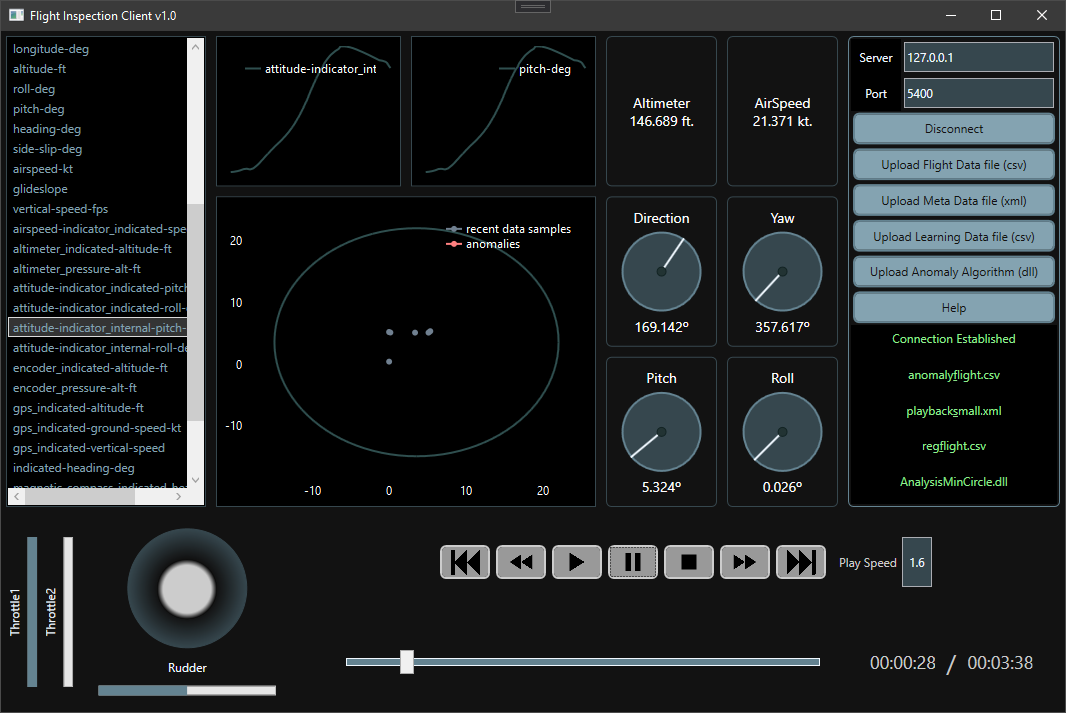 Flight Inspection Client v1.0
longitude-deg
altitude-ft
roll-deg
pitch-deg
heading-deg
side-slip-deg
airspeed-kt
glideslope
vertical-speed-fps
airspeed-indicator_indicated-spe
altimeter_indicated-altitude-ft
altimeter_pressure-alt-ft
attitude-indicator_indicated-pitch
attitude-indicator_indicated-roll-
attitude-indicator_internal-pitch-
attitude-indicator_internal-roll-de
encoder_indicated-altitude-ft
encoder_pressure-alt-ft
gps_indicated-altitude-ft
gps_indicated-ground-speed-kt
gps_indicated-vertical-speed
indicated-heading-deg
attitude-indicator_int
pitch-deg
recent data samples
anomalies
20
10
0
-10
-10
0
10
20
Altimeter
146.689 ft.
AirSpeed
21.371 kt.
Direction
169.142º
Yaw
357.617º
Pitch
5.324º
Roll
0.026º
Server
127.0.0.1
Port
5400
Disconnect
Upload Flight Data file (csv)
Upload Meta Data file (xml)
Upload Learning Data file (csv)
Upload Anomaly Algorithm (dll)
Help
Connection Established
anomalyflight.csv
playbacksmall.xml
regflight.csv
AnalysisMinCircle.dll
Throttle1
Throttle2
Rudder
Play Speed
1.6
00:00:28 / 00:03:38